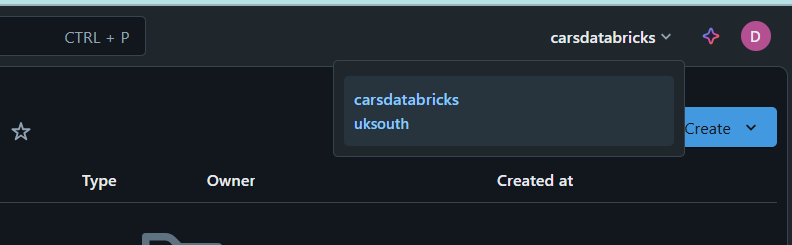 CTRL + P
carsdatabricks
D
carsdatabricks
uksouth
Create
Type
Owner
Created at